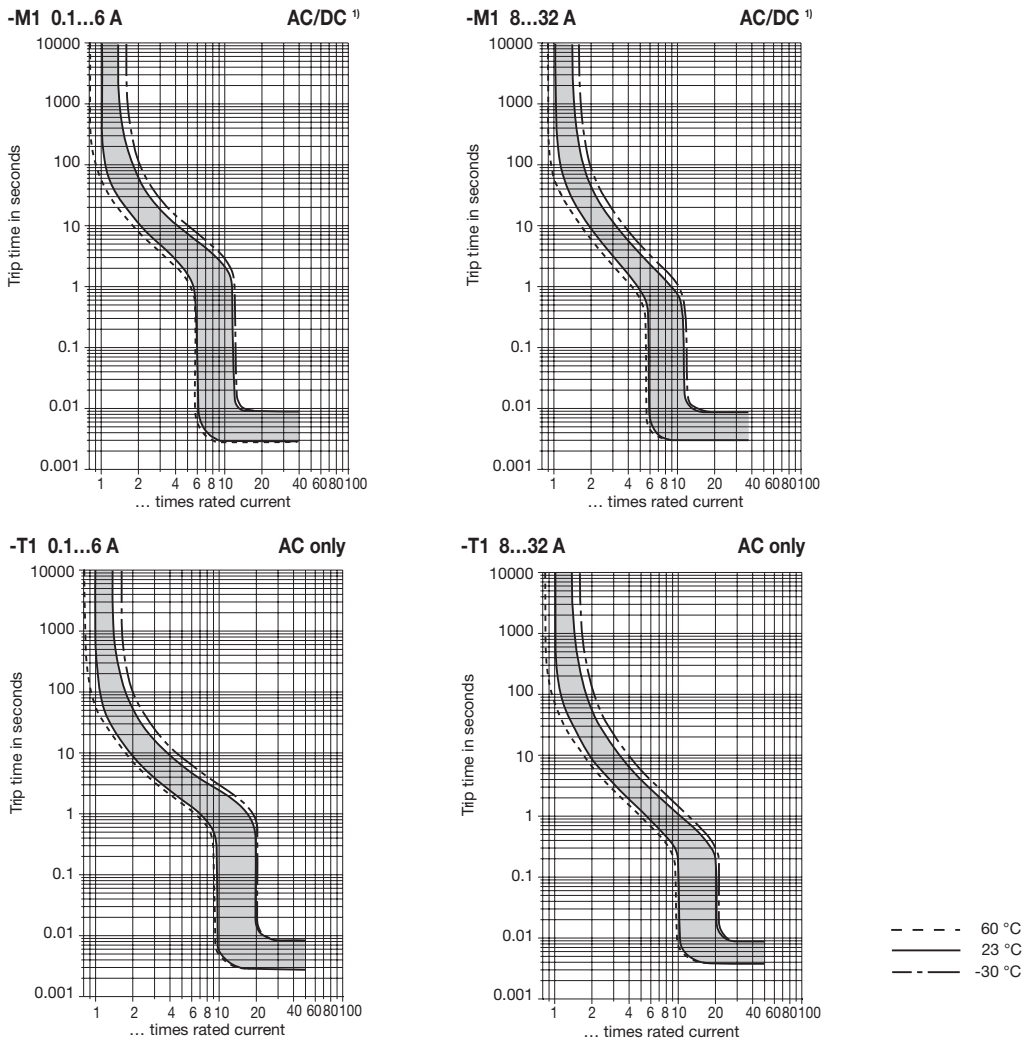 -M1 0.1...6 A AC/DC 1)
10000
1000
100
10
1
0.1
0.01
0.001
Trip time in seconds
1 2 4 6 8 10 20 40 60 80 100
... times rated current
-M1 8...32 A AC/DC 1)
10000
1000
100
10
1
0.1
0.01
0.001
Trip time in seconds
1 2 4 6 8 10 20 40 60 80 100
... times rated current
-T1 0.1...6 A AC only
10000
1000
100
10
1
0.1
0.01
0.001
Trip time in seconds
1 2 4 6 8 10 20 40 60 80 100
... times rated current
-T1 8...32 A AC only
10000
1000
100
10
1
0.1
0.01
0.001
Trip time in seconds
1 2 4 6 8 10 20 40 60 80 100
... times rated current
60 °C
23 °C
-30 °C